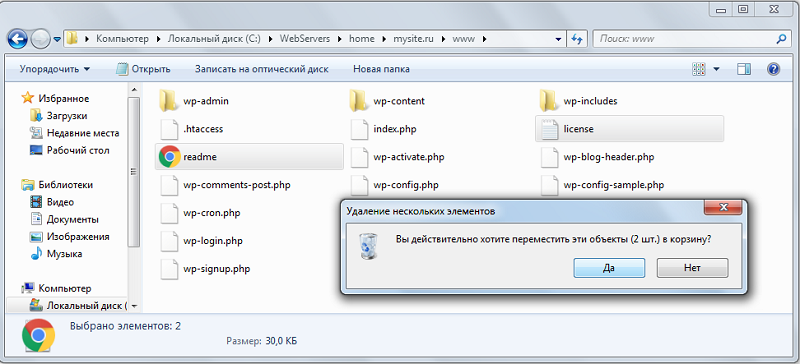 Компьютер ▸ Локальный диск (C:) ▸ WebServers ▸ home ▸ mysite.ru ▸ www ▸
Поиск: www
Упорядочить Открыть Записать на оптический диск Новая папка
Избранное
Загрузки
Недавние места
Рабочий стол
Библиотеки
Видео
Документы
Изображения
Музыка
Компьютер
Локальный диск (
wp-admin wp-content wp-includes
.htaccess index.php license
readme wp-activate.php wp-blog-header.php
wp-comments-post.php wp-config.php wp-config-sample.php
wp-cron.php
wp-login.php
wp-signup.php
Удаление нескольких элементов
Вы действительно хотите переместить эти объекты (2 шт.) в корзину?
Да Нет
Выбрано элементов: 2
Размер: 30,0 КБ